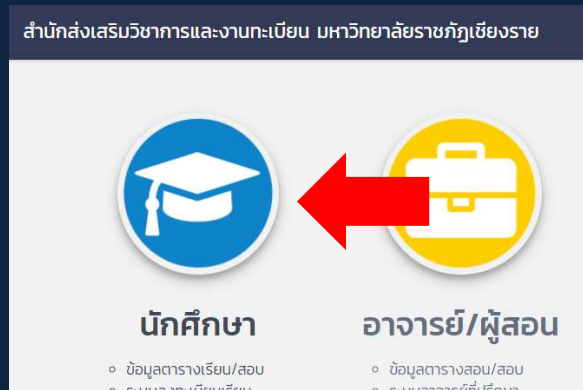 สำนักส่งเสริมวิชาการและงานทะเบียน มหาวิทยาลัยราชภัฏเชียงราย
นักศึกษา
อาจารย์/ผู้สอน
ข้อมูลตารางเรียน/สอบ
ข้อมูลตารางสอน/สอบ